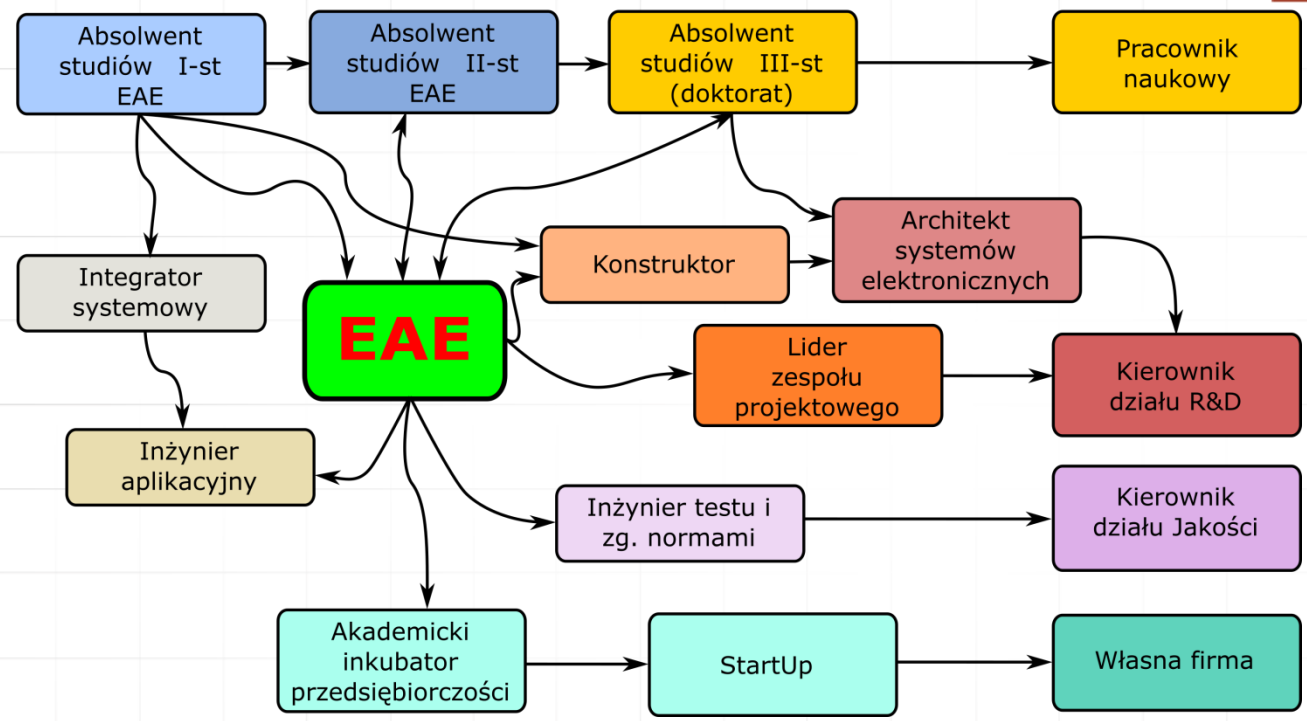 Absolwent
studiów I-st
EAE
Absolwent
studiów II-st
EAE
Absolwent
studiów III-st
(doktorat)
Pracownik
naukowy
Architekt
systemów
elektronicznych
Konstruktor
Integrator
systemowy
EAE
Lider
zespołu
projektowego
Kierownik
działu R&D
Inżynier
aplikacyjny
Inżynier testu i
zg. normami
Kierownik
działu Jakości
Akademicki
inkubator
przedsiębiorczości
StartUp
Własna firma